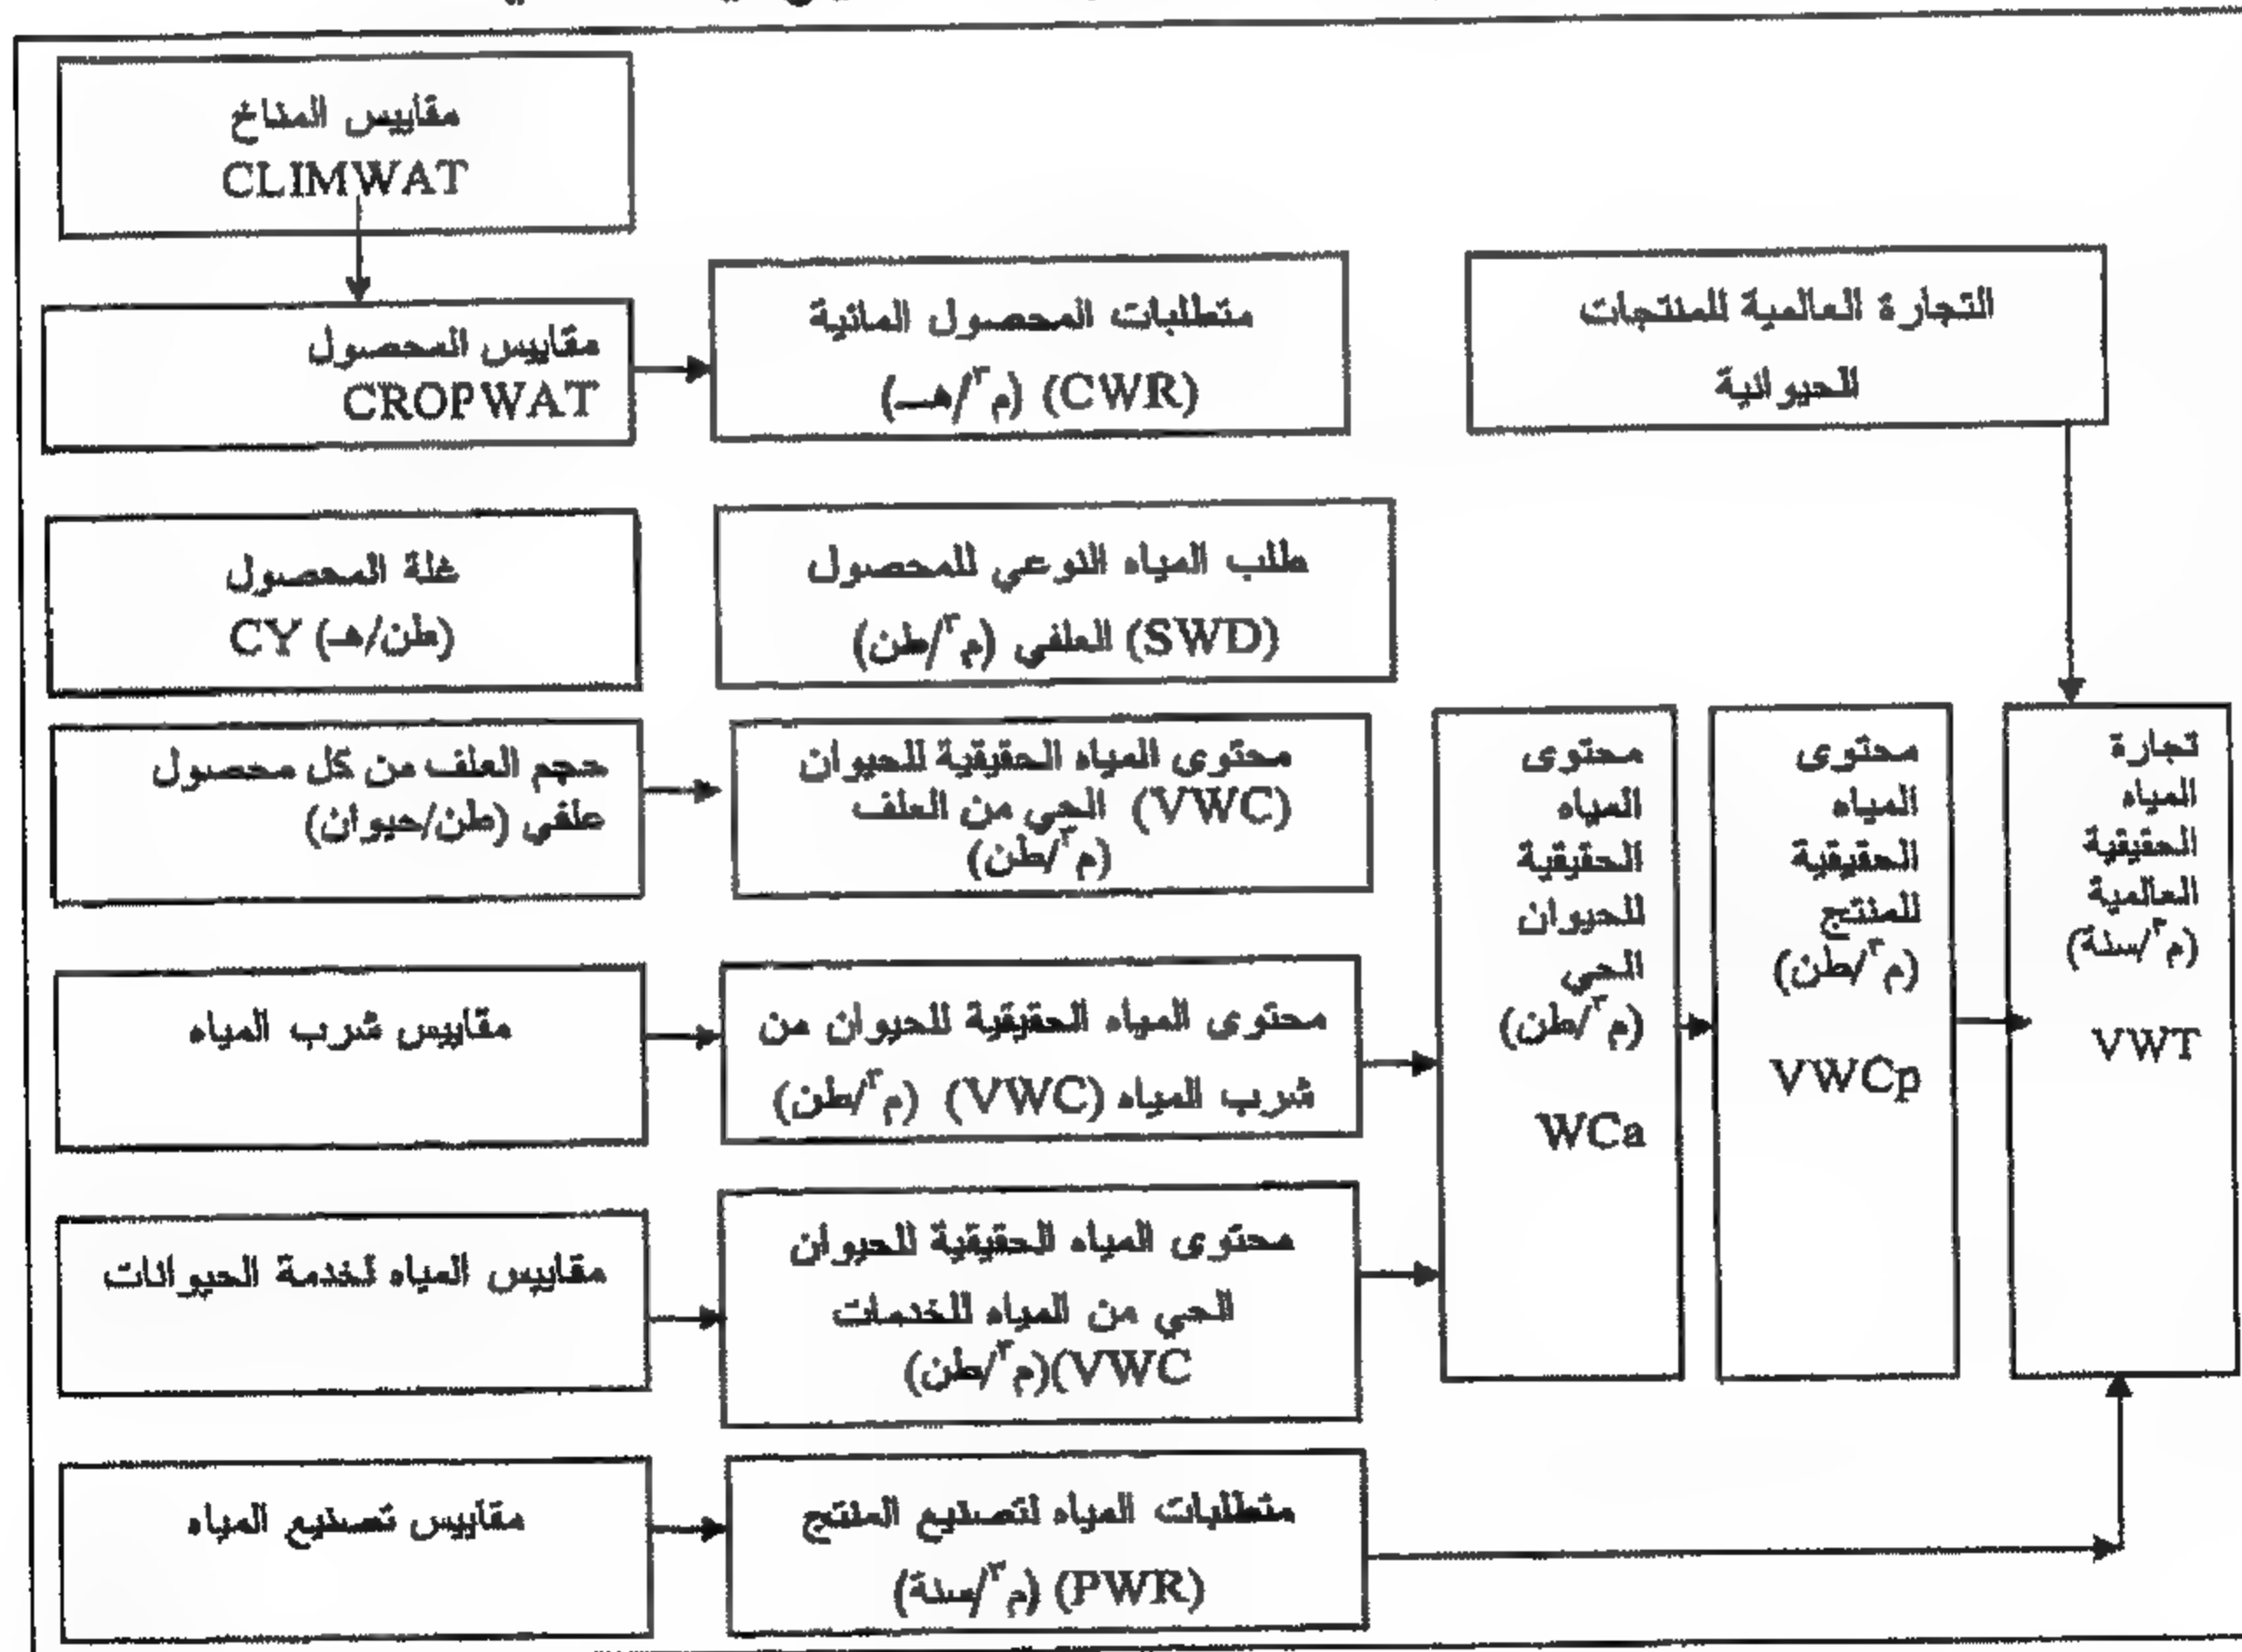 مقاييس المناخ
CLIMWAT
مقاييس المحصول
CROPWAT
متطلبات المحصول المائية
(CWR) (م٣/هـ)
التجارة العالمية للمنتجات
الحيوانية
غلة المحصول
CY (طن/هـ)
طلب المياه النوعي للمحصول
العلفي (SWD) (م٣/طن)
حجم العلف من كل محصول
علفي (طن/حيوان)
محتوى المياه الحقيقية للحيوان
الحي من العلف (VWC)
(م٣/طن)
محتوى
المياه
الحقيقية
للحيوان
الحي
(م٣/طن)
WCa
محتوى
المياه
الحقيقية
للمنتج
(م٣/طن)
VWCp
تجارة
المياه
الحقيقية
العالمية
(م٣/سنة)
VWT
مقاييس شرب المياه
محتوى المياه الحقيقية للحيوان من
شرب المياه (VWC) (م٣/طن)
مقاييس المياه لخدمة الحيوانات
محتوى المياه الحقيقية للحيوان
الحي من المياه للخدمات
VWC)(م٣/طن)
مقاييس تصنيع المياه
متطلبات المياه لتصنيع المنتج
(PWR) (م٣/سنة)